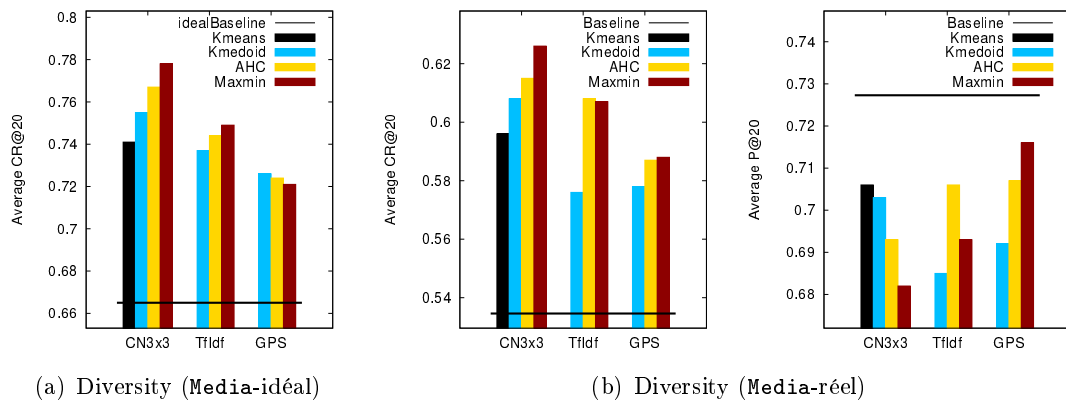 idealBaseline
Kmeans
Kmedoid
AHC
Maxmin
Average CR@20
0.8
0.78
0.76
0.74
0.72
0.7
0.68
0.66
CN3x3 TfIdf GPS
(a) Diversity (Media-idéal)
Baseline
Kmeans
Kmedoid
AHC
Maxmin
Average CR@20
0.62
0.6
0.58
0.56
0.54
CN3x3 TfIdf GPS
Baseline
Kmeans
Kmedoid
AHC
Maxmin
Average P@20
0.74
0.73
0.72
0.71
0.7
0.69
0.68
CN3x3 TfIdf GPS
(b) Diversity (Media-réel)